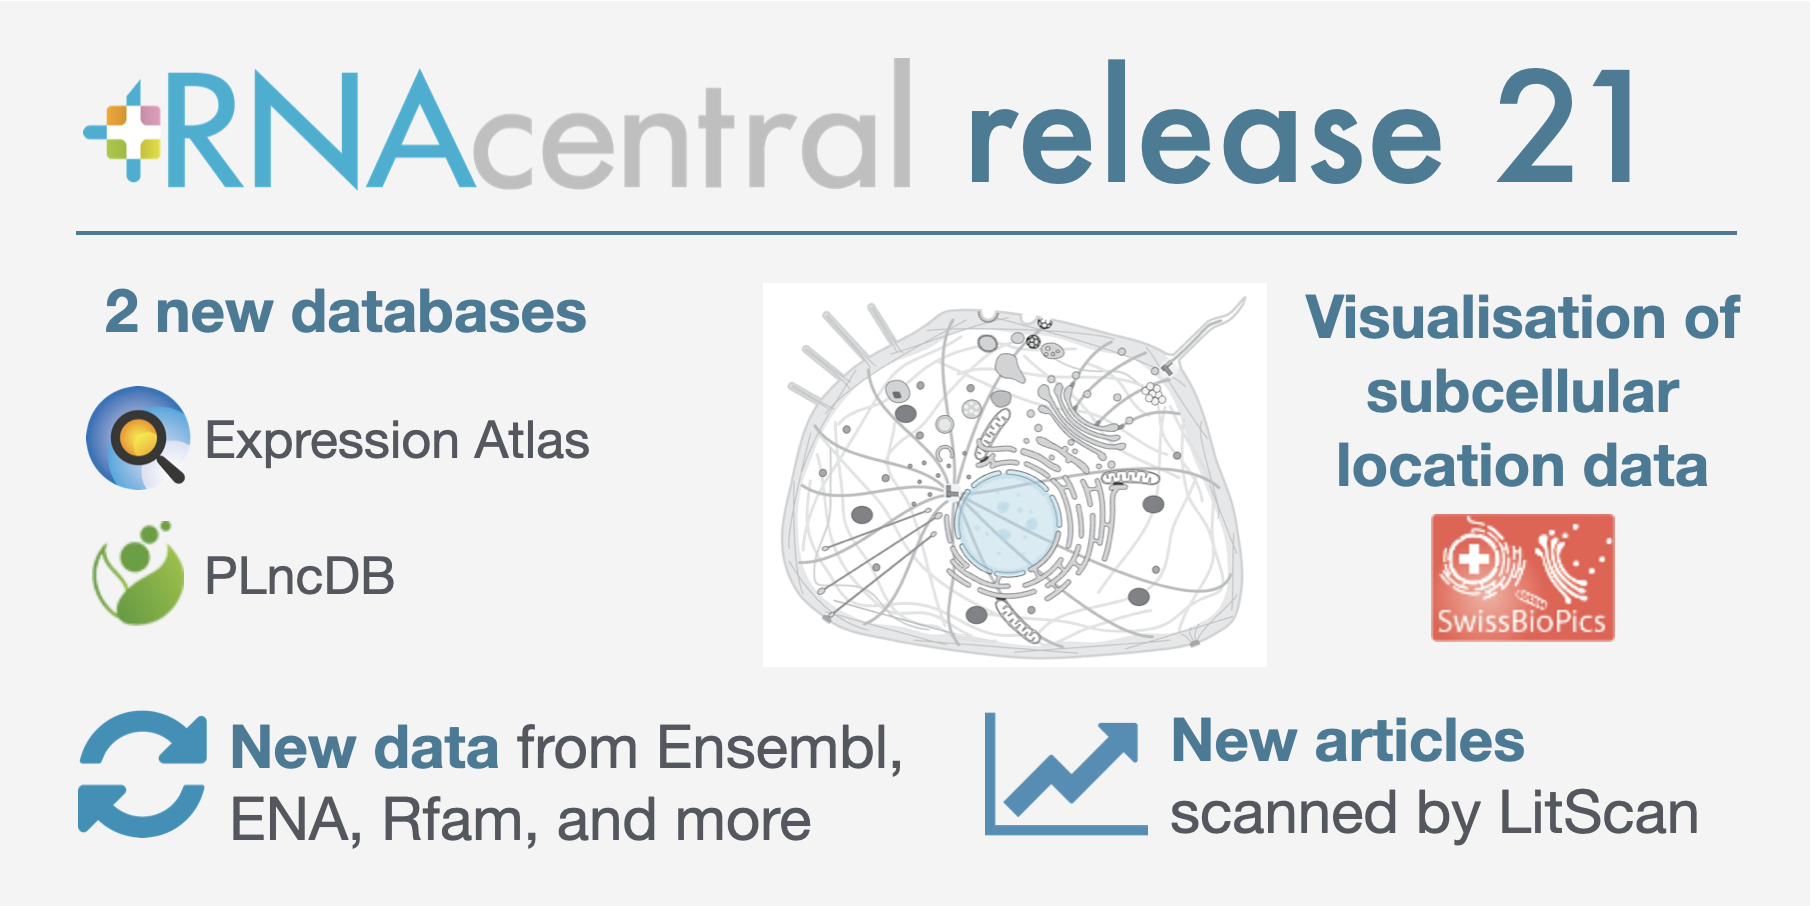 RNAcentral release 21
2 new databases
Expression Atlas
PLncDB
Visualisation of
subcellular
location data
SwissBioPics
New data from Ensembl,
ENA, Rfam, and more
New articles
scanned by LitScan